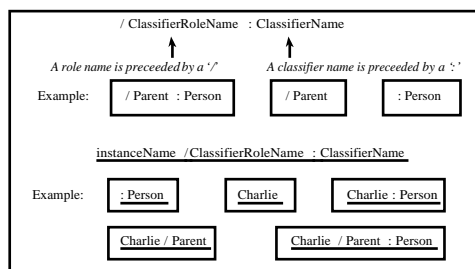 / ClassifierRoleName : ClassifierName
A role name is preceeded by a ‘/’ A classifier name is preceeded by a ‘:’
Example: / Parent : Person / Parent : Person
instanceName / ClassifierRoleName : ClassifierName
Example: : Person Charlie Charlie : Person
Charlie / Parent Charlie / Parent : Person